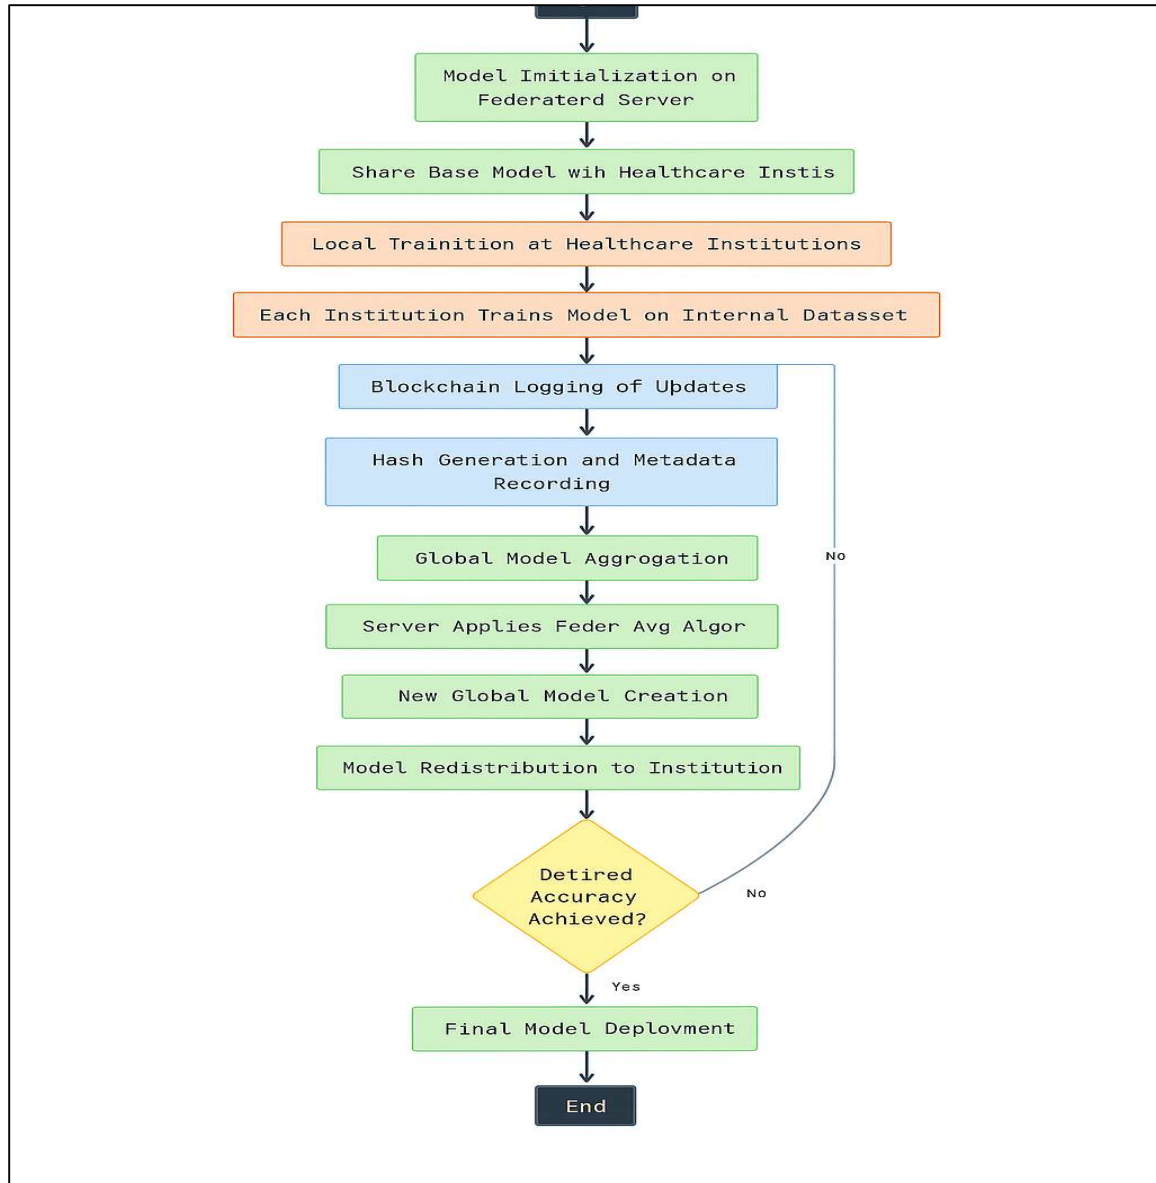 Model Imitialization on
Federaterd Server
Share Base Model wih Healthcare Instis
Local Trainition at Healthcare Institutions
Each Institution Trains Model on Internal Datasset
Blockchain Logging of Uþdates
Hash Generation and Metadata
Recording
No
Global Model Aggrogation
Server Applies Feder Avg Algor
New Global Model Creation
Model Redistribution to Institution
Detired
Accuracy
Achieved?
No
Yes
Final Model Deplovment
End